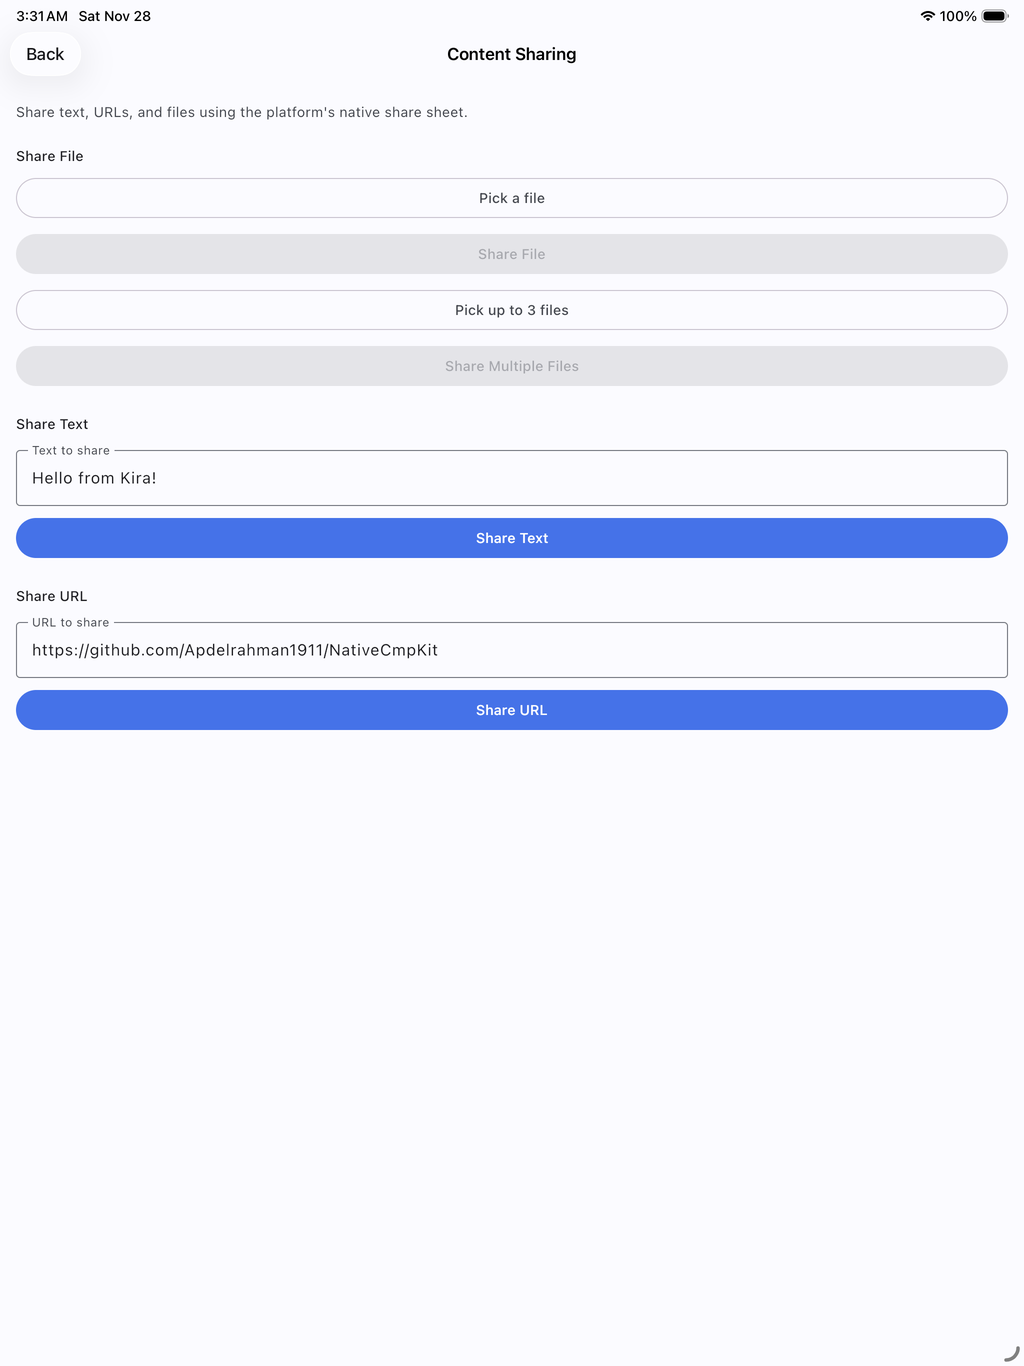 3:31 AM Sat Nov 28 100%
Back Content Sharing
Share text, URLs, and files using the platform's native share sheet.
Share File
Pick a file
Share File
Pick up to 3 files
Share Multiple Files
Share Text
Text to share
Hello from Kira!
Share Text
Share URL
URL to share
https://github.com/Apdelrahman1911/NativeCmpKit
Share URL